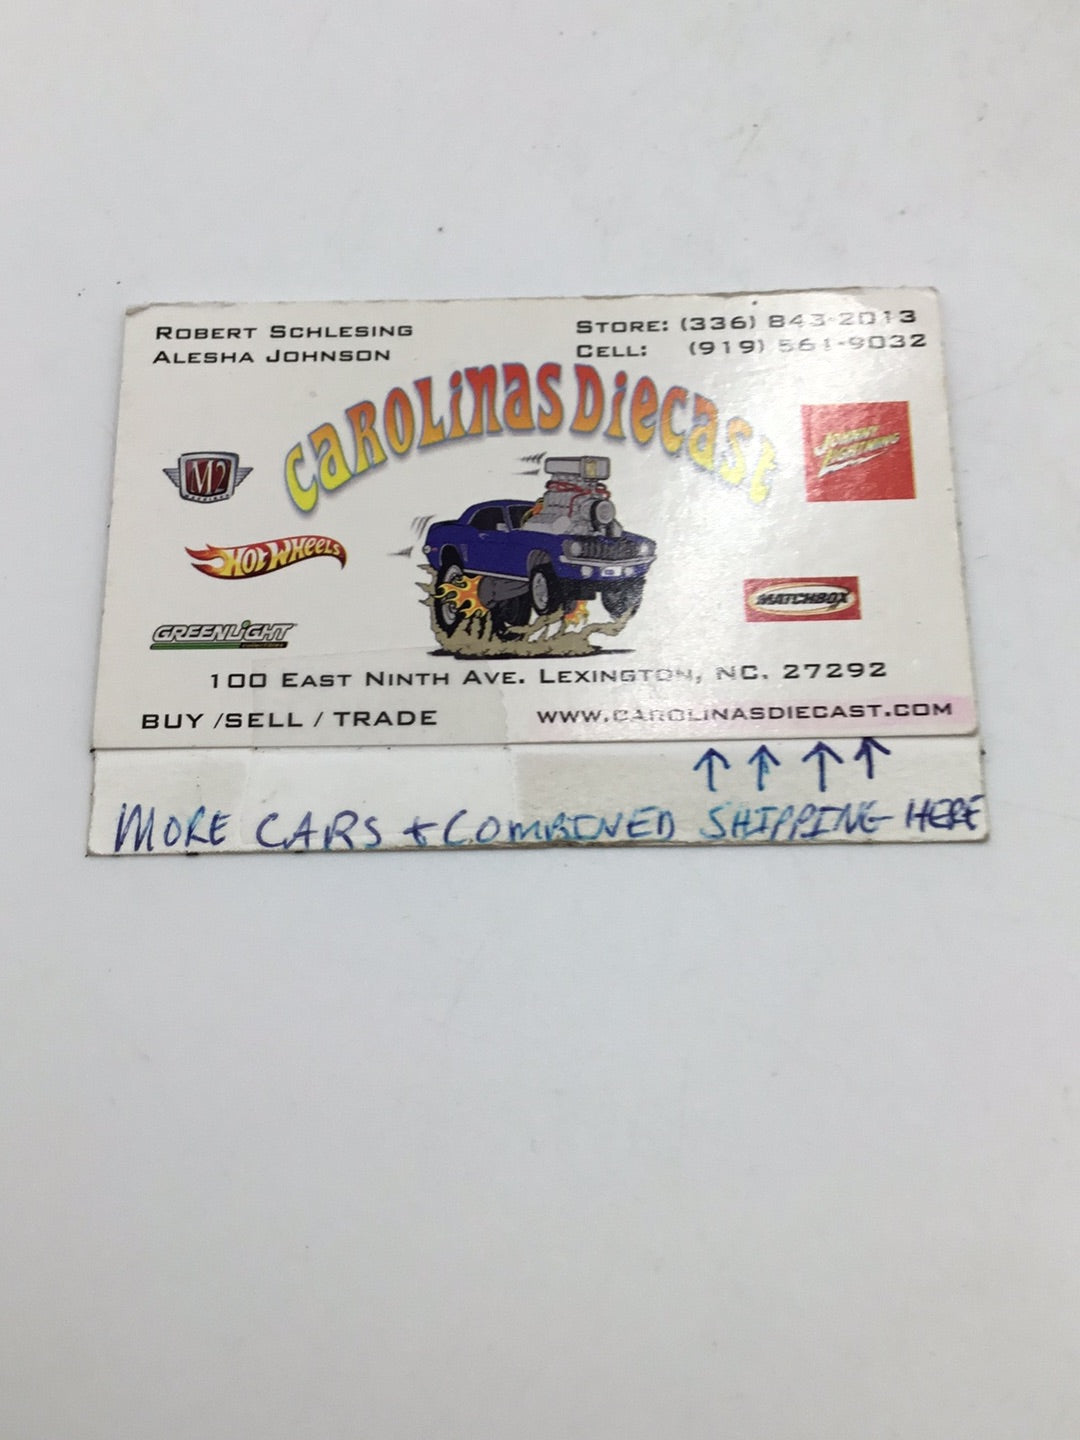 ROBERT SCHLESING
ALESHA JOHNSON
STORE: (336) 843-2013
CELL: (919) 561-9032
CAROLINAS DIECAST
M2
MACHINES
JOHNNY LIGHTNING
HOT WHEELS
MATCHBOX
GREENLIGHT
100 EAST NINTH AVE. LEXINGTON, NC. 27292
BUY /SELL / TRADE
WWW.CAROLINASDIECAST.COM
MORE CARS + COMBINED SHIPPING HERE